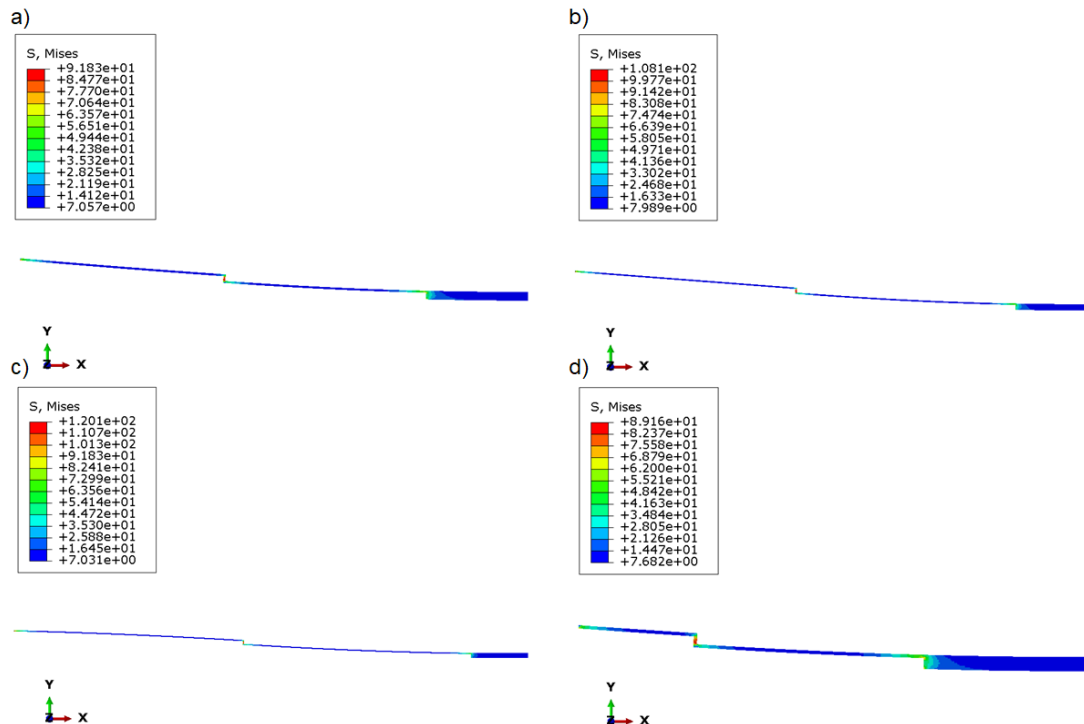 a)
S, Mises
+9.183e+01
+8.477e+01
+7.770e+01
+7.064e+01
+6.357e+01
+5.651e+01
+4.944e+01
+4.238e+01
+3.532e+01
+2.825e+01
+2.119e+01
+1.412e+01
+7.057e+00
Y
Z
X
b)
S, Mises
+1.081e+02
+9.977e+01
+9.142e+01
+8.308e+01
+7.474e+01
+6.639e+01
+5.805e+01
+4.971e+01
+4.136e+01
+3.302e+01
+2.468e+01
+1.633e+01
+7.989e+00
Y
Z
X
c)
S, Mises
+1.201e+02
+1.107e+02
+1.013e+02
+9.183e+01
+8.241e+01
+7.299e+01
+6.356e+01
+5.414e+01
+4.472e+01
+3.530e+01
+2.588e+01
+1.645e+01
+7.031e+00
Y
Z
X
d)
S, Mises
+8.916e+01
+8.237e+01
+7.558e+01
+6.879e+01
+6.200e+01
+5.521e+01
+4.842e+01
+4.163e+01
+3.484e+01
+2.805e+01
+2.126e+01
+1.447e+01
+7.682e+00
Y
Z
X